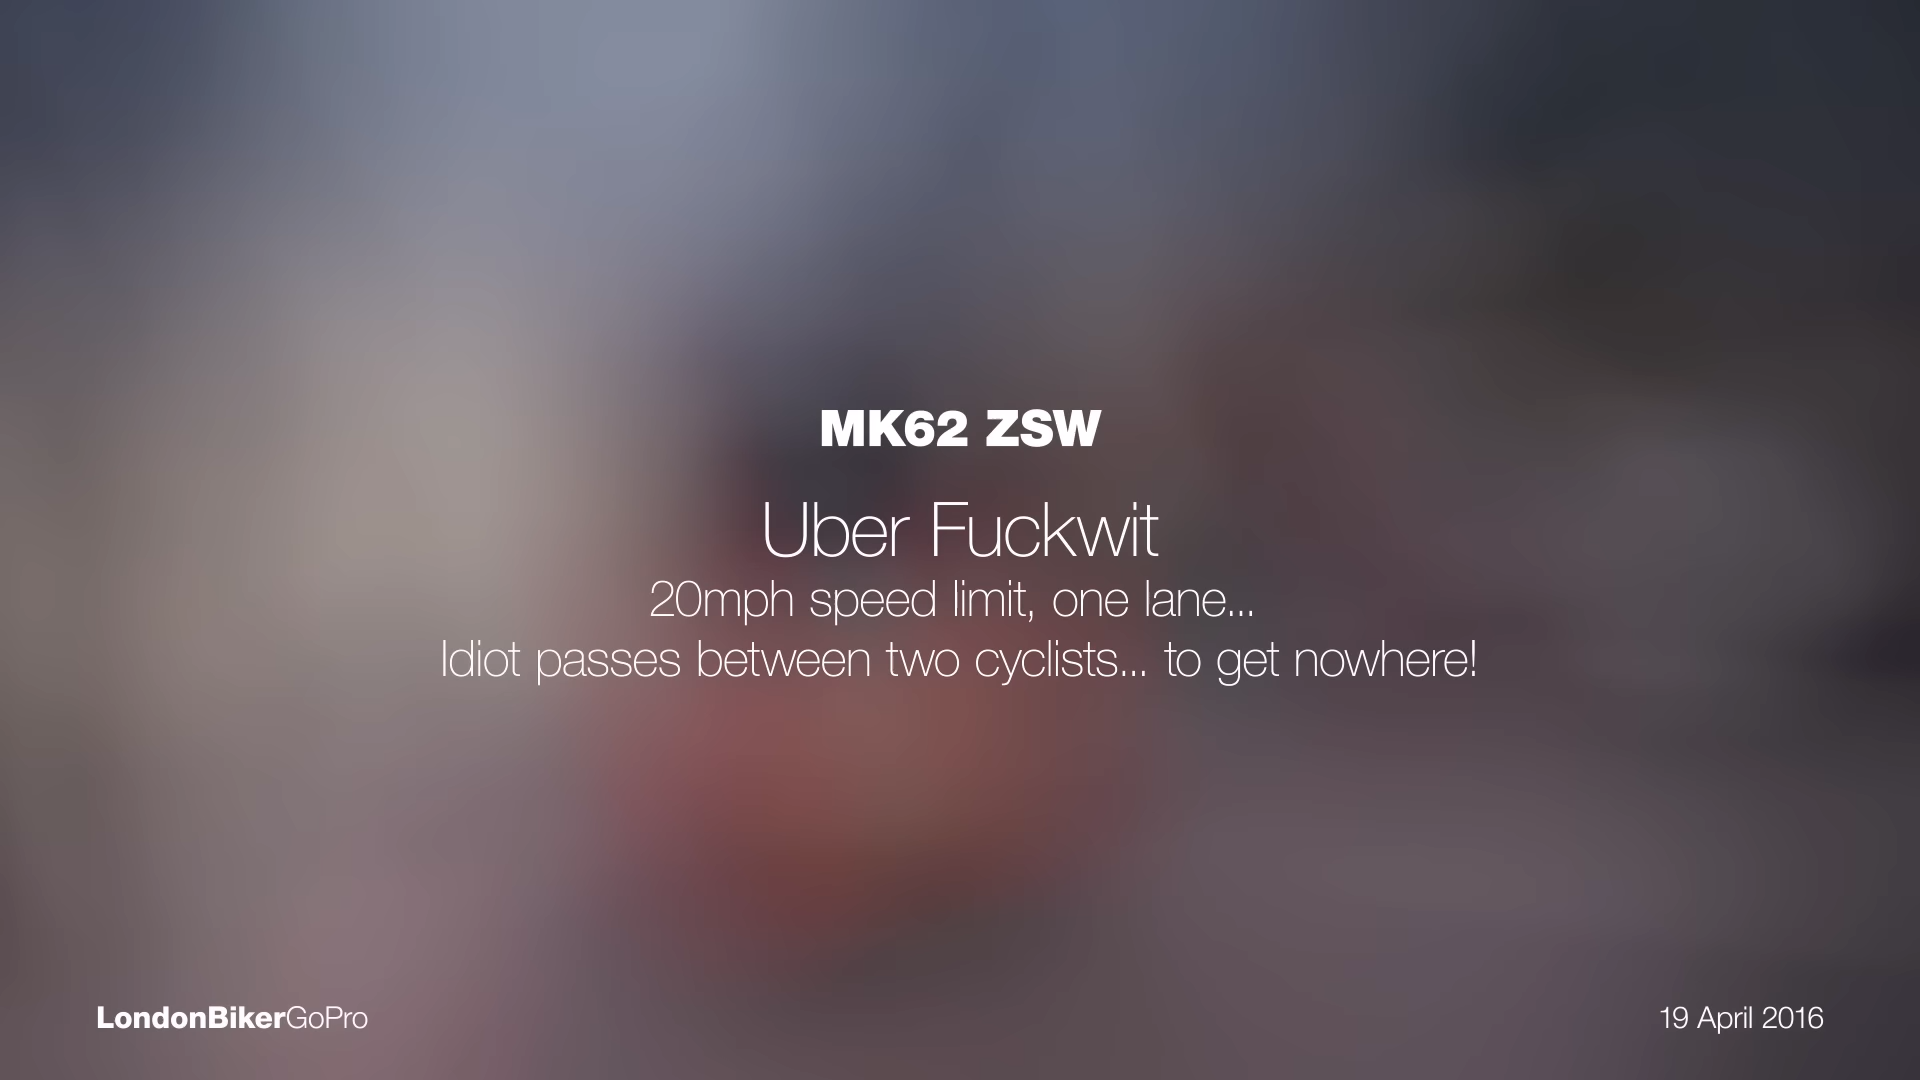 MK62 ZSW
Uber Fuckwit
20mph speed limit, one lane...
Idiot passes between two cyclists... to get nowhere!
LondonBikerGoPro
19 April 2016